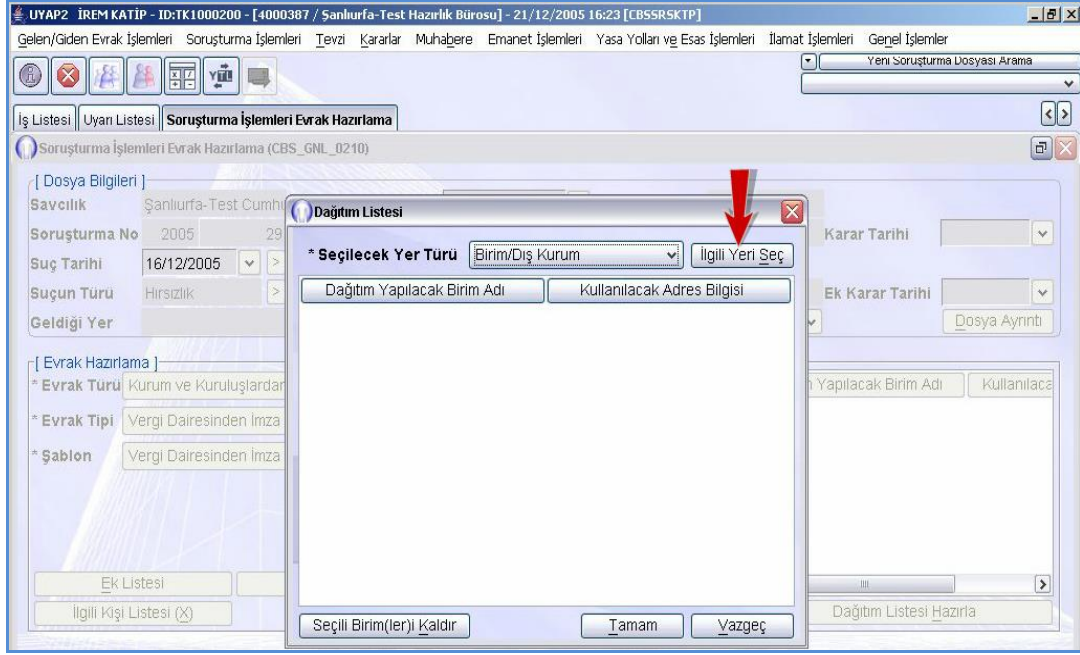 UYAP2 İREM KATİP - ID:TK1000200 - [4000387 / Şanlıurfa-Test Hazırlık Bürosu] - 21/12/2005 16:23 [CBSSRSKTP]
Gelen/Giden Evrak İşlemleri Soruşturma İşlemleri Tevzi Kararlar Muhabere Emanet İşlemleri Yasa Yolları ve Esas İşlemleri İlamat İşlemleri Genel İşlemler
YTL Yeni Soruşturma Dosyası Arama
İş Listesi Uyarı Listesi Soruşturma İşlemleri Evrak Hazırlama
Soruşturma İşlemleri Evrak Hazırlama (CBS_GNL_0210)
[ Dosya Bilgileri ]
Savcılık Şanlıurfa-Test Cumhu
Dağıtım Listesi
Soruşturma No 2005 29 Karar Tarihi
* Seçilecek Yer Türü Birim/Dış Kurum İlgili Yeri Seç
Suç Tarihi 16/12/2005 >
Dağıtım Yapılacak Birim Adı Kullanılacak Adres Bilgisi
Suçun Türü Hırsızlık > Ek Karar Tarihi
Geldiği Yer Dosya Ayrıntı
[ Evrak Hazırlama ]
* Evrak Türü Kurum ve Kuruluşlardan Yapılacak Birim Adı Kullanılaca
* Evrak Tipi Vergi Dairesinden İmza
* Şablon Vergi Dairesinden İmza
Ek Listesi
İlgili Kişi Listesi (X) Dağıtım Listesi Hazırla
Seçili Birim(ler)i Kaldır Tamam Vazgeç